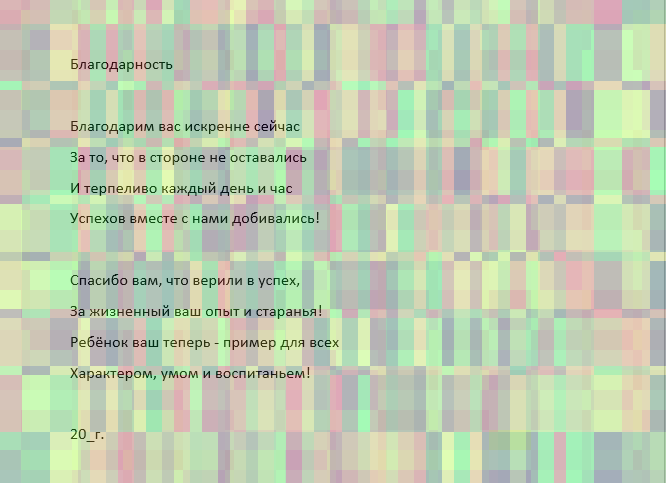 Благодарность
Благодарим вас искренне сейчас
За то, что в стороне не оставались
И терпеливо каждый день и час
Успехов вместе с нами добивались!
Спасибо вам, что верили в успех,
За жизненный ваш опыт и старанья!
Ребёнок ваш теперь - пример для всех
Характером, умом и воспитаньем!
20_г.